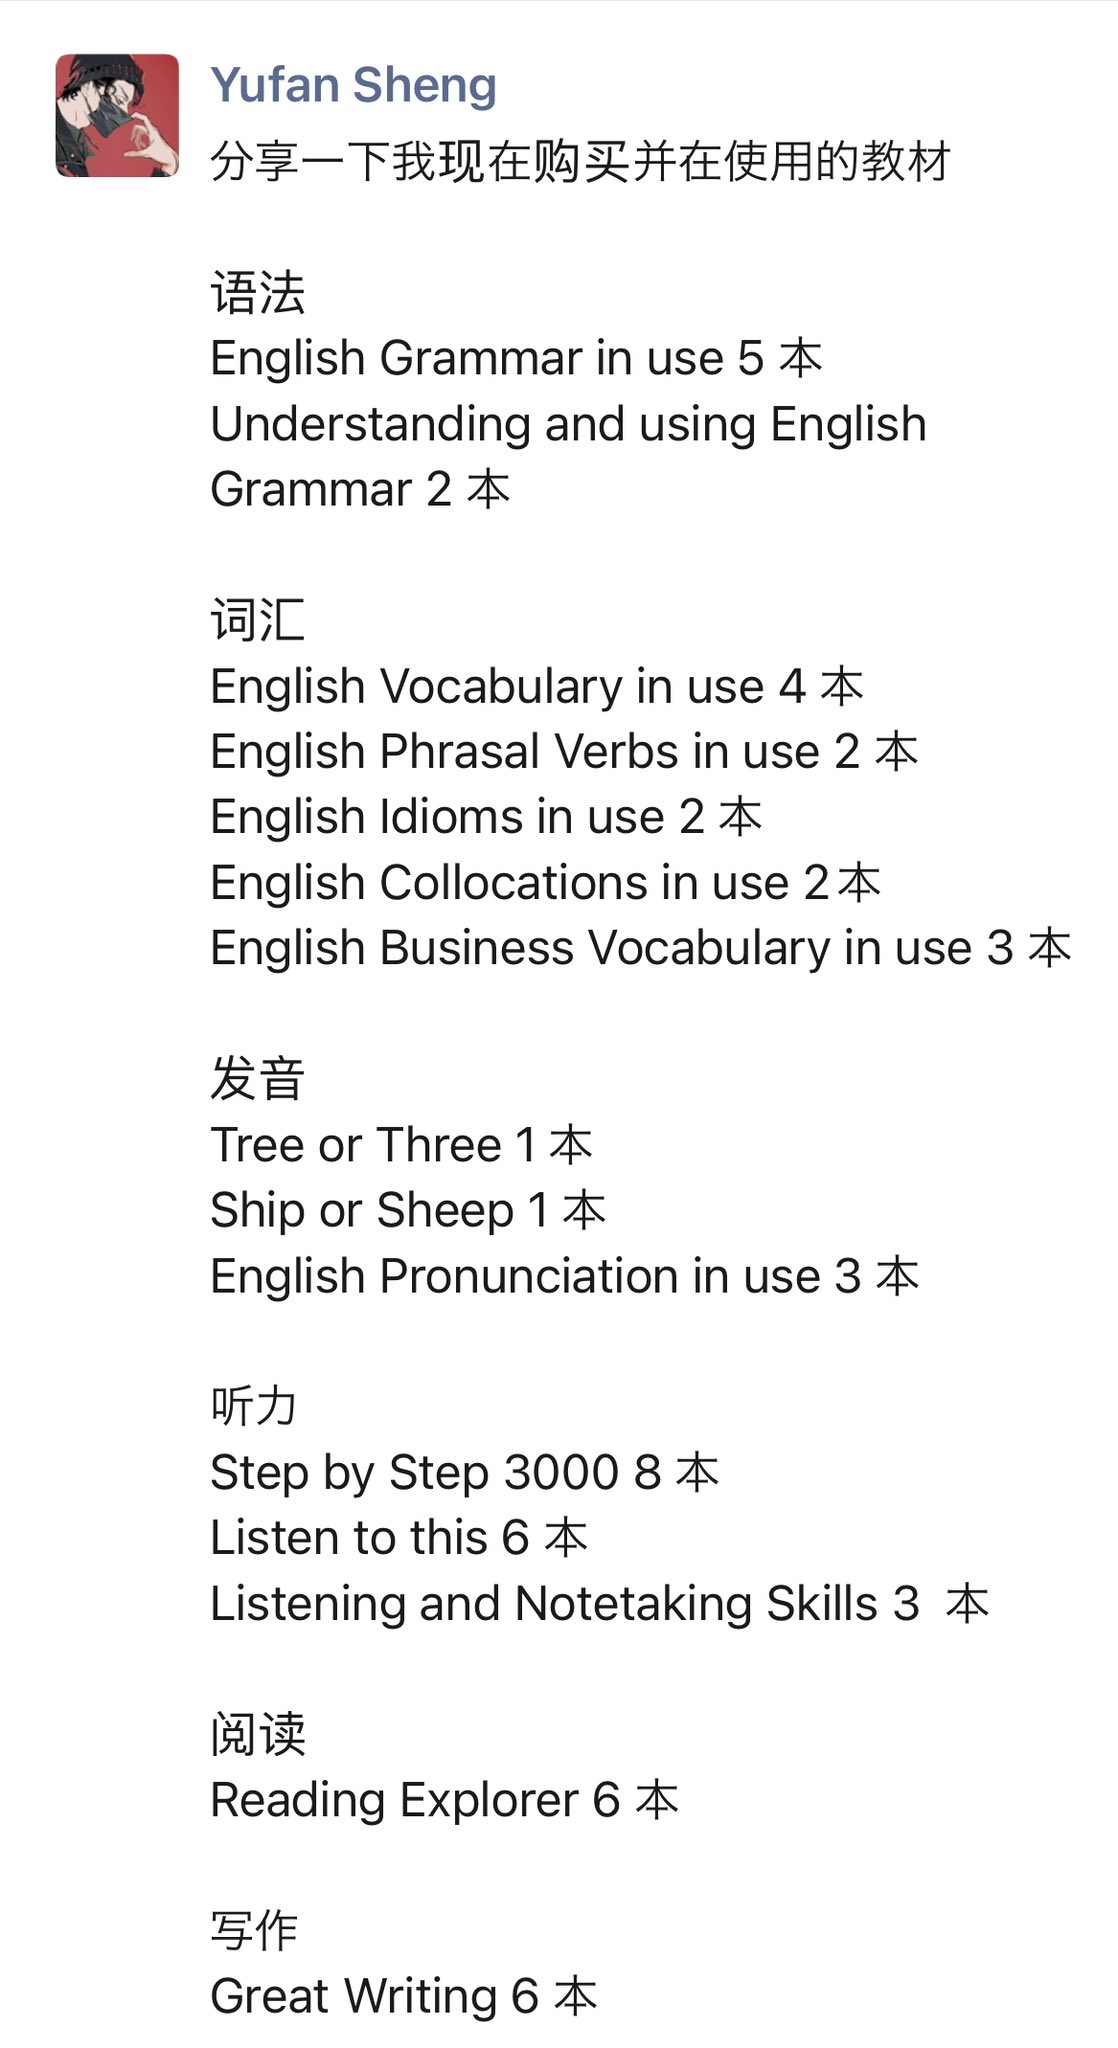 Yufan Sheng
分享一下我现在购买并在使用的教材
语法
English Grammar in use 5 本
Understanding and using English
Grammar 2 本
词汇
English Vocabulary in use 4 本
English Phrasal Verbs in use 2 本
English Idioms in use 2 本
English Collocations in use 2本
English Business Vocabulary in use 3 本
发音
Tree or Three 1 本
Ship or Sheep 1 本
English Pronunciation in use 3 本
听力
Step by Step 3000 8 本
Listen to this 6 本
Listening and Notetaking Skills 3  本
阅读
Reading Explorer 6 本
写作
Great Writing 6 本